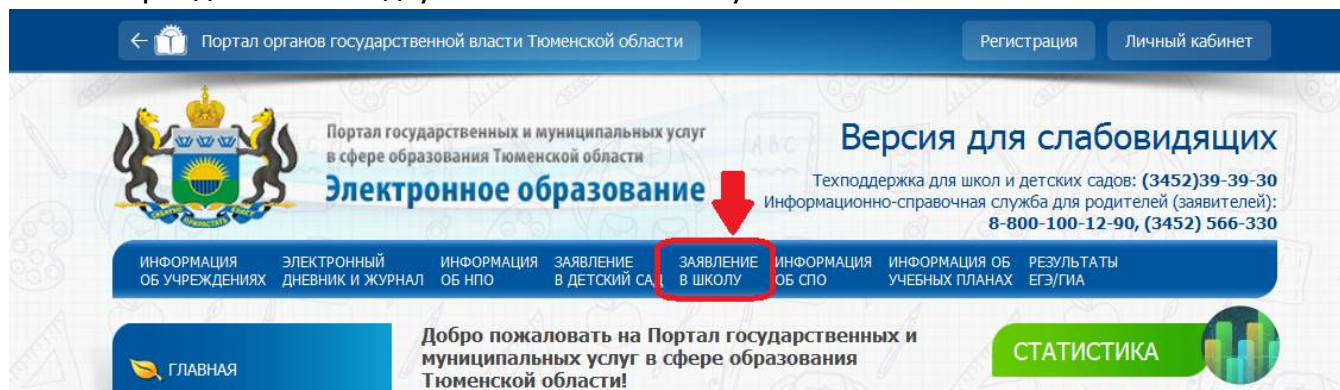 Портал органов государственной власти Тюменской области
Регистрация
Личный кабинет
Портал государственных и муниципальных услуг
в сфере образования Тюменской области
Электронное образование
Версия для слабовидящих
Техподдержка для школ и детских садов: (3452)39-39-30
Информационно-справочная служба для родителей (заявителей):
8-800-100-12-90, (3452) 566-330
ИНФОРМАЦИЯ
ОБ УЧРЕЖДЕНИЯХ
ЭЛЕКТРОННЫЙ
ДНЕВНИК И ЖУРНАЛ
ИНФОРМАЦИЯ
ОБ НПО
ЗАЯВЛЕНИЕ
В ДЕТСКИЙ САД
ЗАЯВЛЕНИЕ
В ШКОЛУ
ИНФОРМАЦИЯ
ОБ СПО
ИНФОРМАЦИЯ ОБ
УЧЕБНЫХ ПЛАНАХ
РЕЗУЛЬТАТЫ
ЕГЭ/ГИА
ГЛАВНАЯ
Добро пожаловать на Портал государственных и
муниципальных услуг в сфере образования
Тюменской области!
СТАТИСТИКА